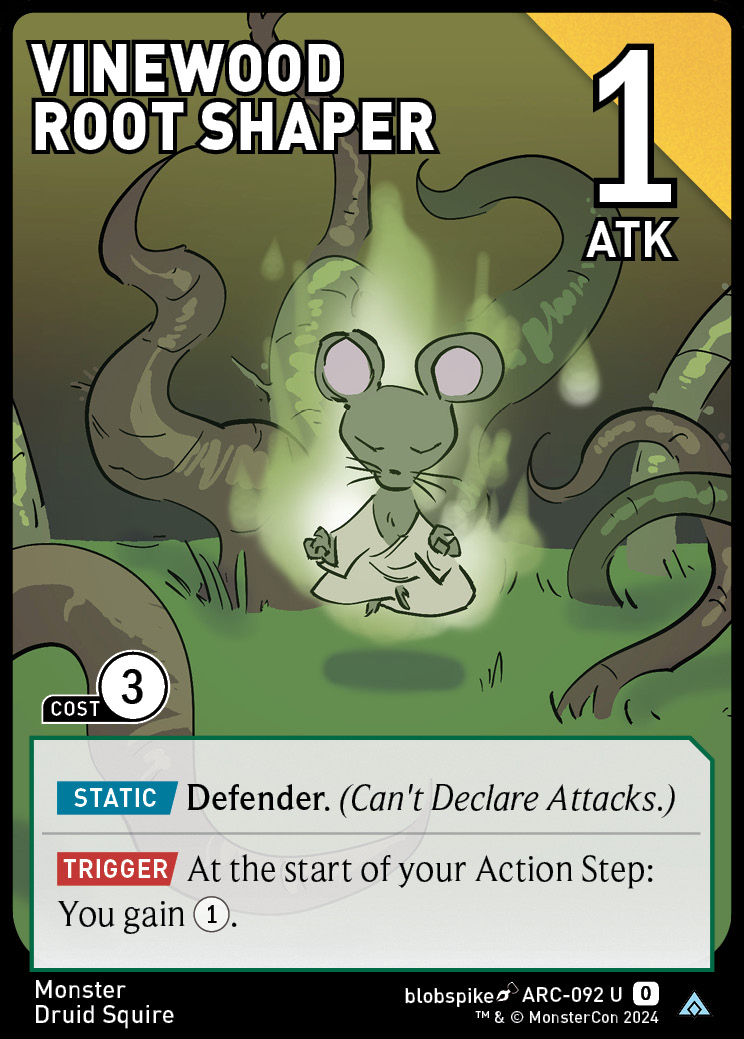 VINEWOOD
ROOT SHAPER
1
ATK
COST 3
STATIC Defender. (Can't Declare Attacks.)
TRIGGER At the start of your Action Step:
You gain 1.
Monster
Druid Squire
blobspike ARC-092 U 0
™ & © MonsterCon 2024